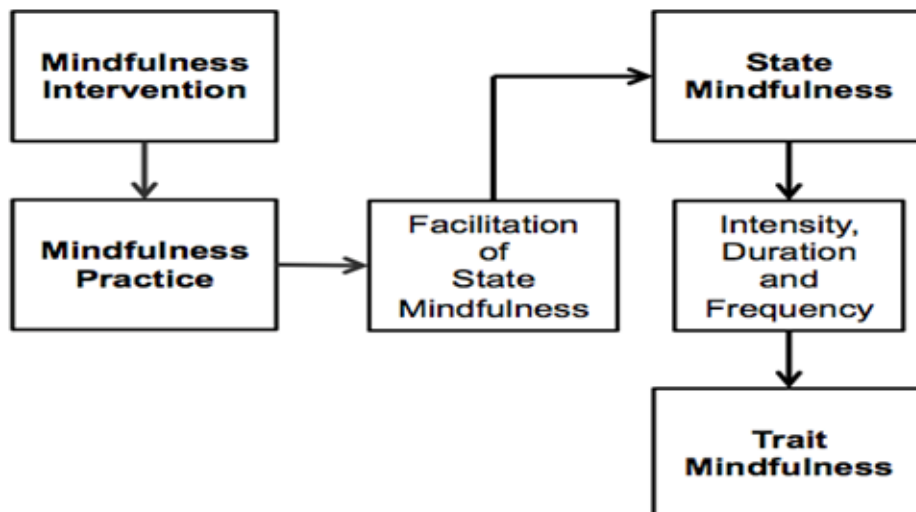 Mindfulness
Intervention
Mindfulness
Practice
Facilitation
of
State
Mindfulness
State
Mindfulness
Intensity,
Duration
and
Frequency
Trait
Mindfulness